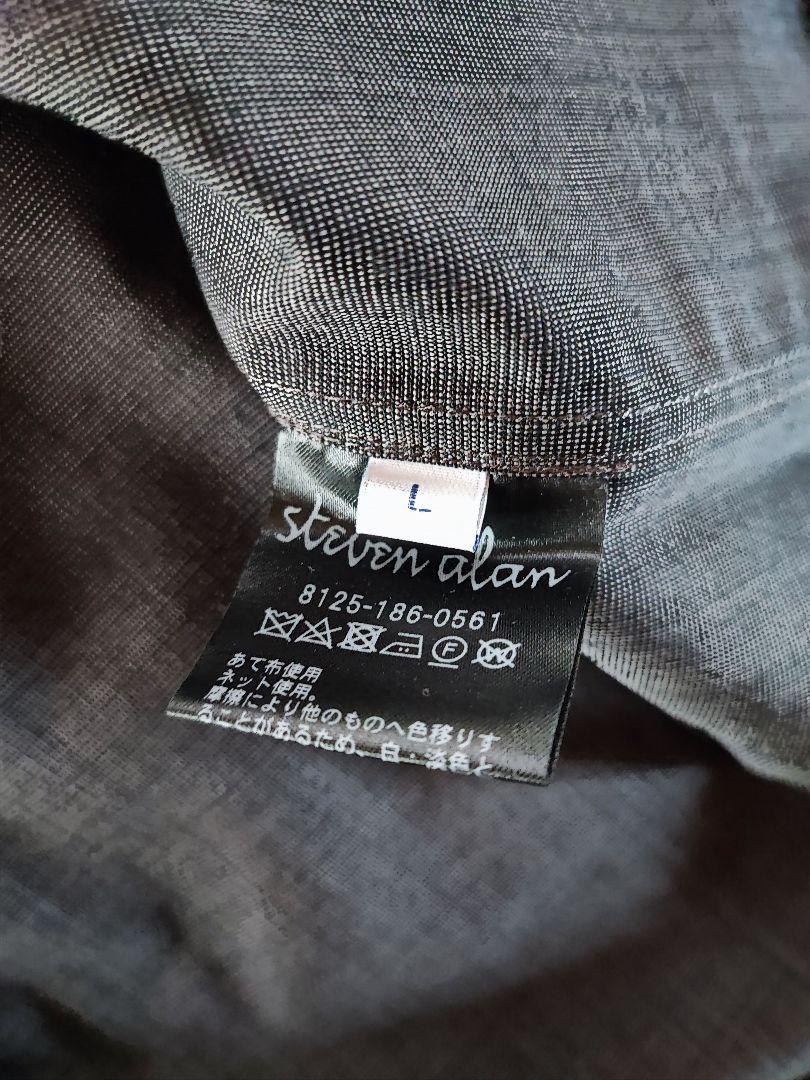 L
steven alan
8125-186-0561
F W
あて布使用
ネット使用。
摩擦により他のものへ色移りす
ることがあるため、白・淡色と